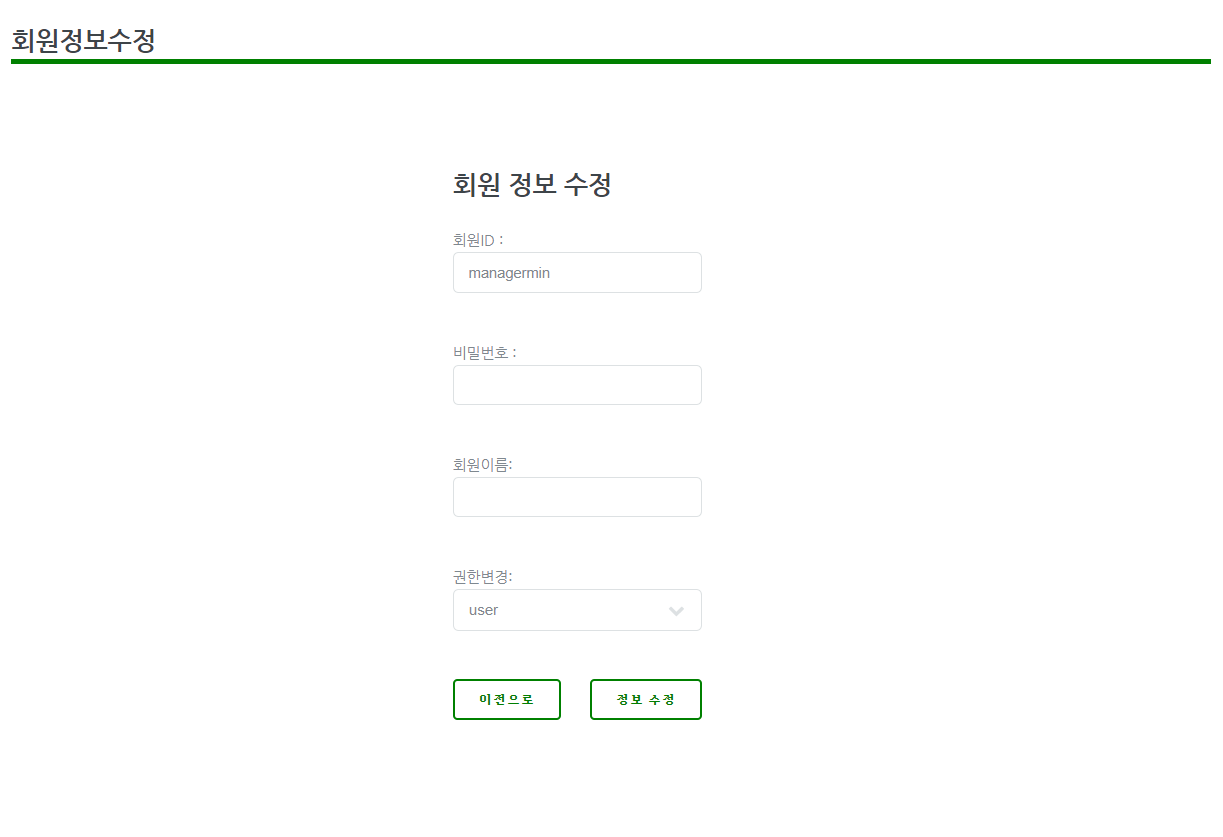 회원정보수정
회원 정보 수정
회원ID :
managermin
비밀번호 :
회원이름:
권한변경:
user
이전으로
정보 수정